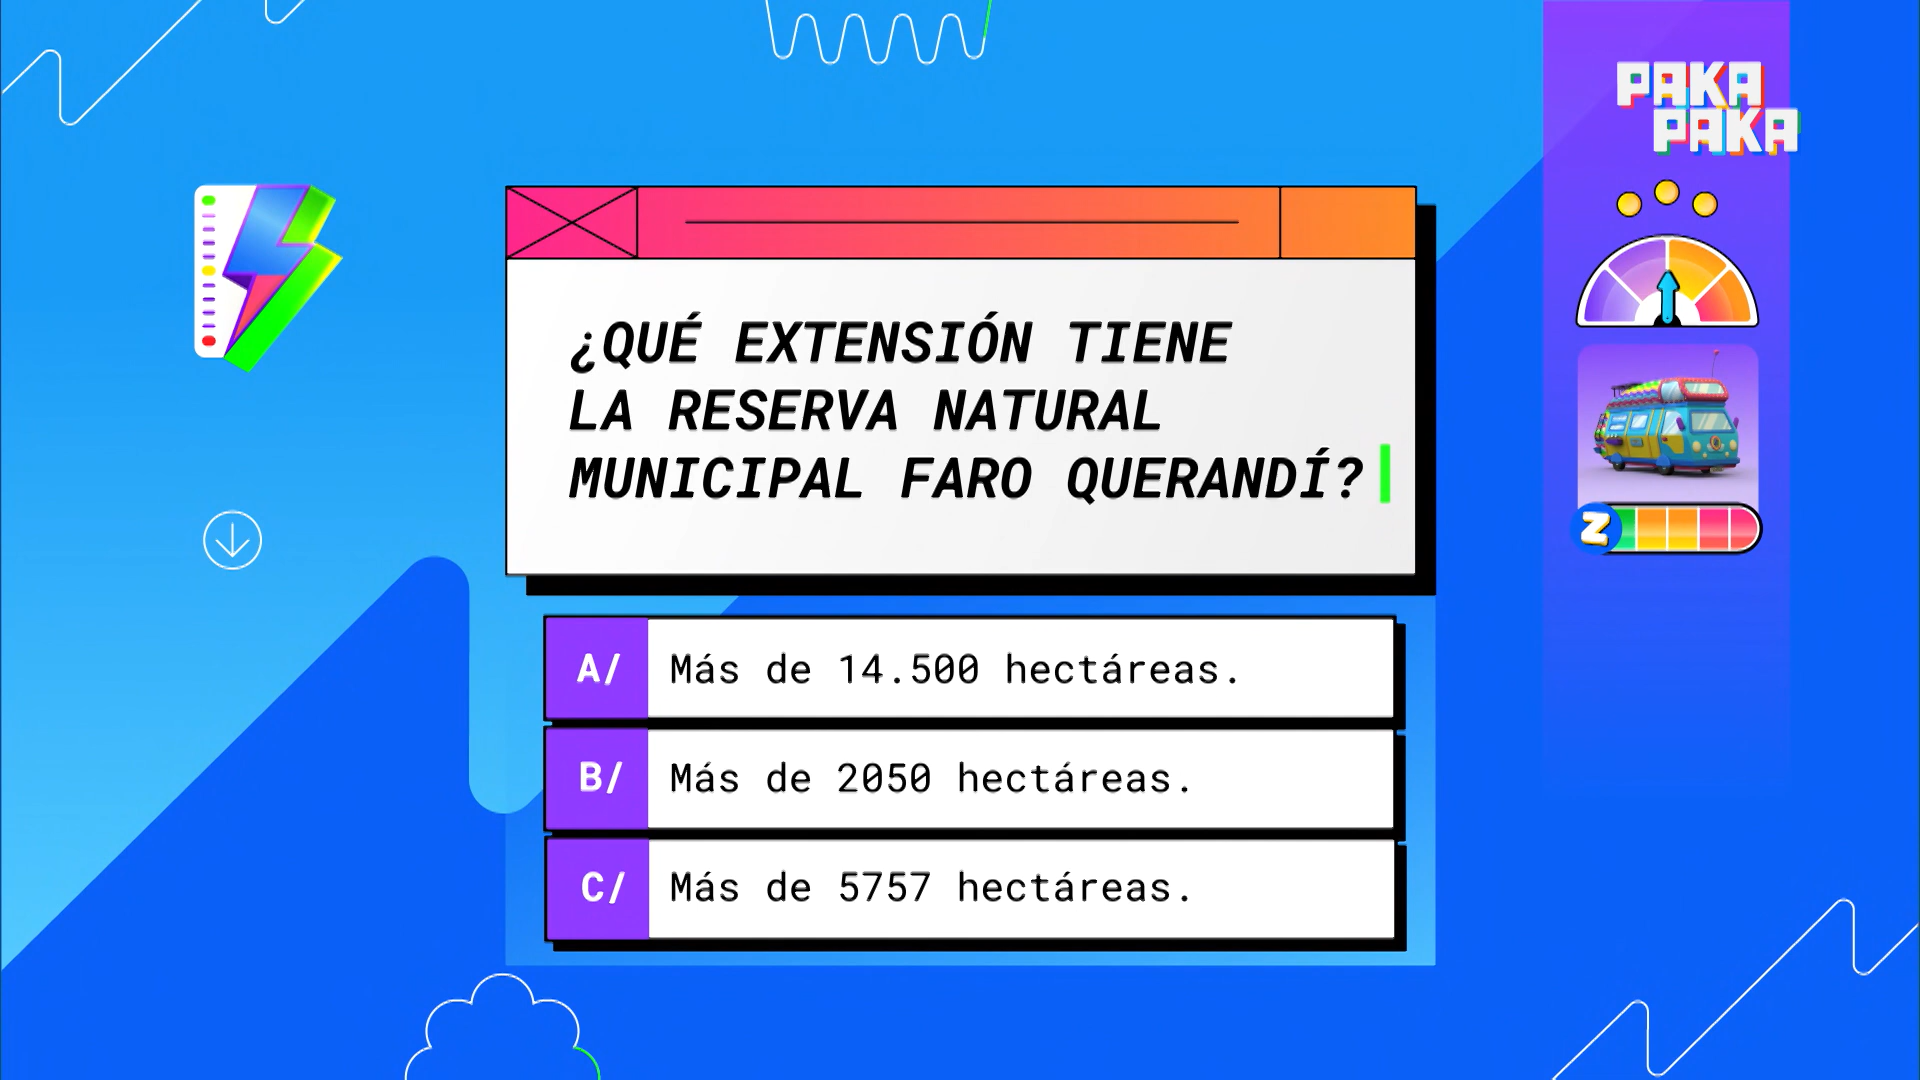 PAKA
PAKA
¿QUÉ EXTENSIÓN TIENE
LA RESERVA NATURAL
MUNICIPAL FARO QUERANDÍ?
Z
A/ Más de 14.500 hectáreas.
B/ Más de 2050 hectáreas.
C/ Más de 5757 hectáreas.